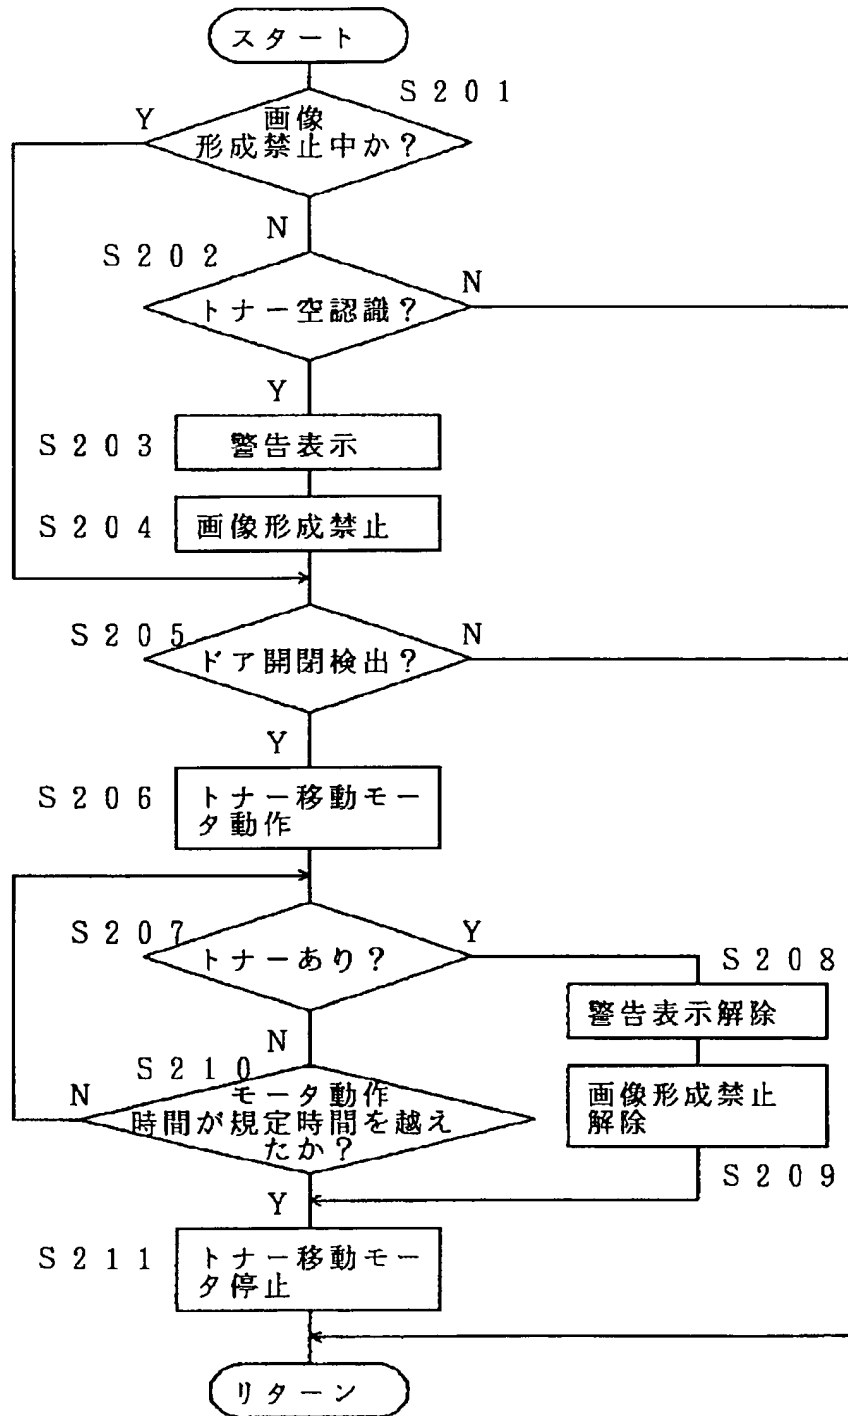 スタート
S201
Y
画像
形成禁止中か？
N
S202
N
トナー空認識？
Y
S203
警告表示
S204
画像形成禁止
S205
N
ドア開閉検出？
Y
S206
トナー移動モー
タ動作
S207
Y
トナーあり？
S208
警告表示解除
N
S210
N
モータ動作
時間が規定時間を越え
たか？
画像形成禁止
解除
S209
Y
S211
トナー移動モー
タ停止
リターン